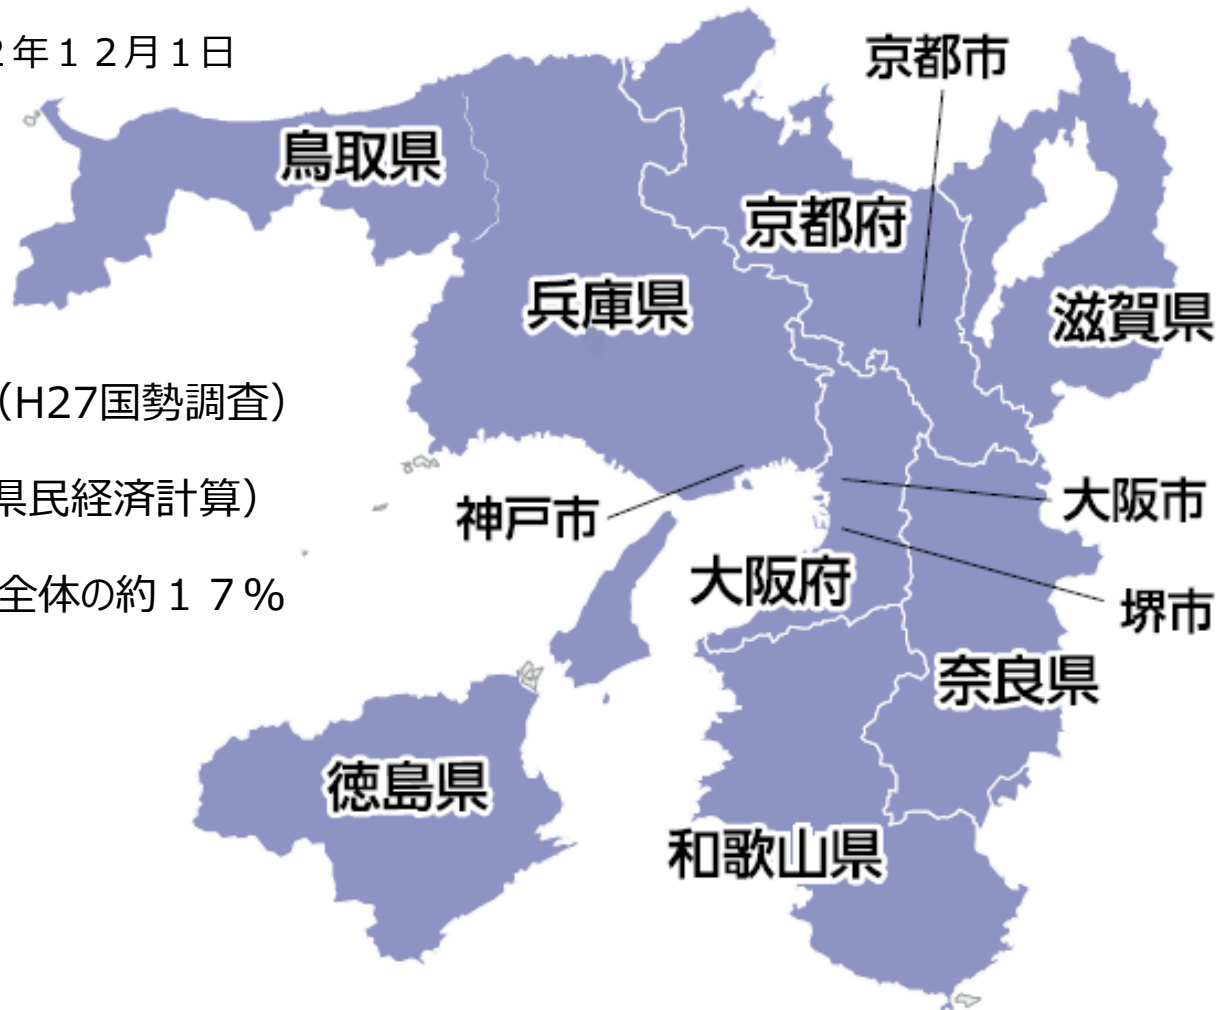 2年１２月１日
京都市
鳥取県
京都府
兵庫県
滋賀県
（H27国勢調査）
県民経済計算）
神戸市
大阪市
全体の約１７%
大阪府
堺市
奈良県
徳島県
和歌山県